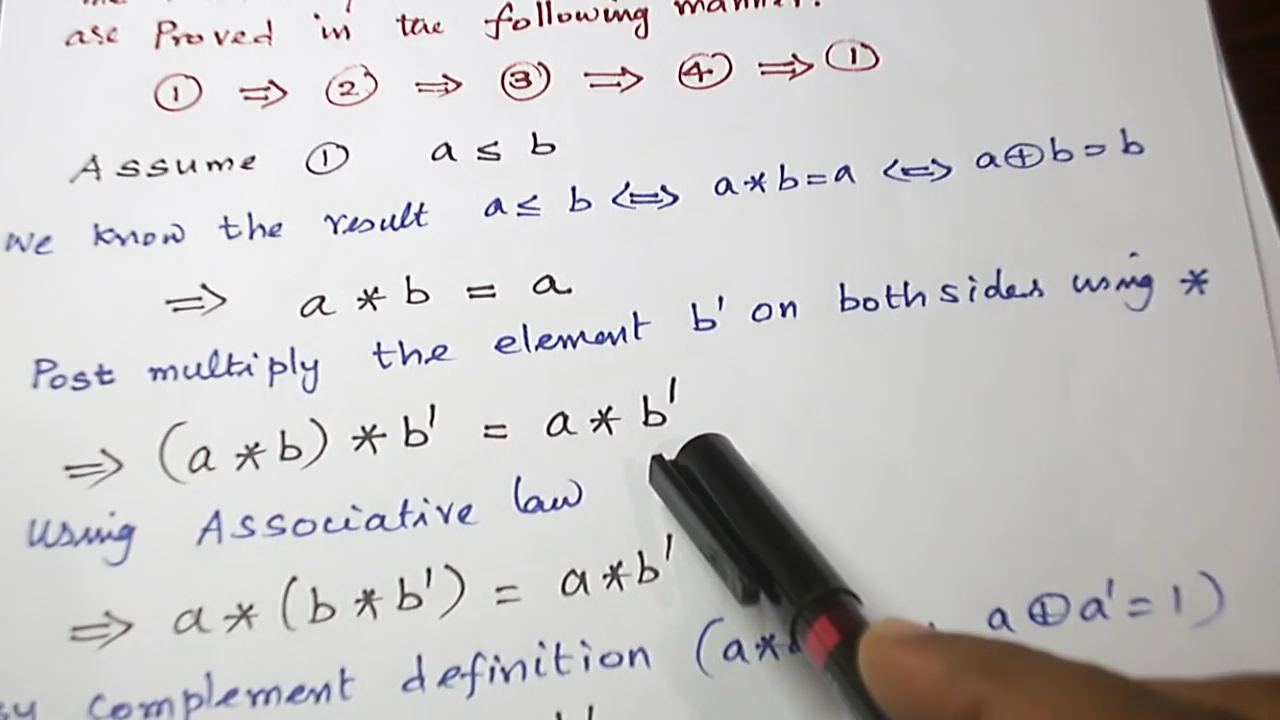 are Proved in the following manner.
① ⇒ ② ⇒ ③ ⇒ ④ ⇒ ①
Assume ① a ≤ b
We know the result a ≤ b ⇔ a * b = a ⇔ a ⊕ b = b
⇒ a * b = a
Post multiply the element b' on both sides using *
⇒ (a * b) * b' = a * b'
Using Associative law
⇒ a * (b * b') = a * b'
complement definition (a * a ⊕ a' = 1)